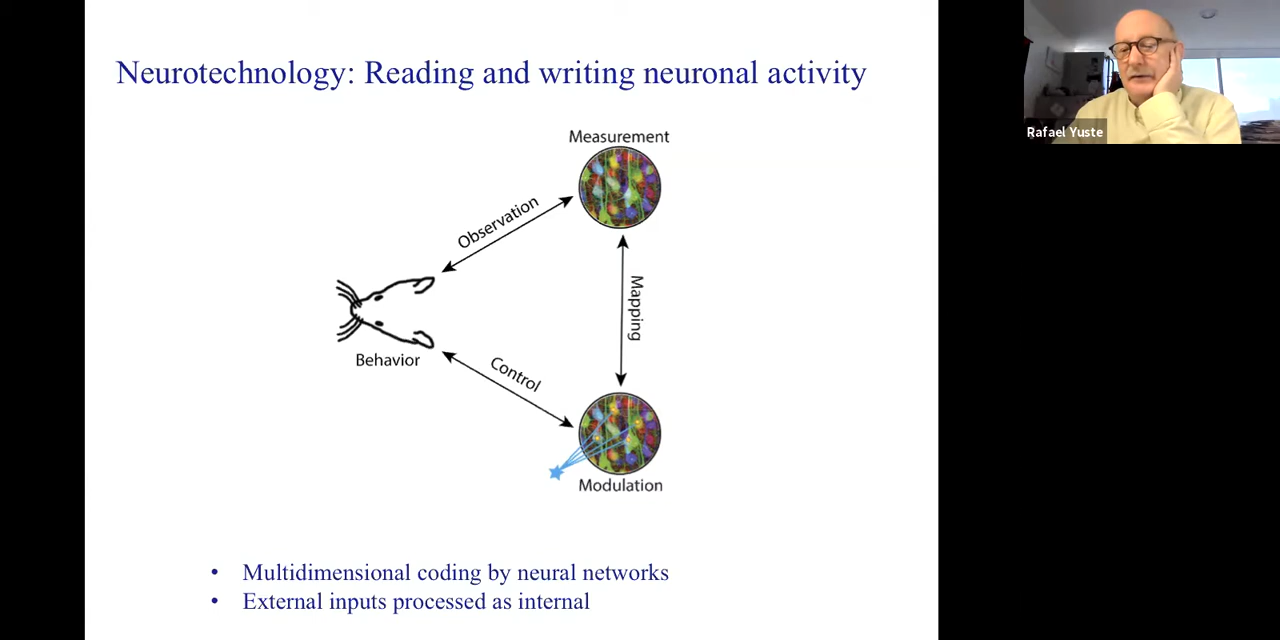 Neurotechnology: Reading and writing neuronal activity
Rafael Yuste
Measurement
Observation
Mapping
Behavior
Control
Modulation
• Multidimensional coding by neural networks
• External inputs processed as internal